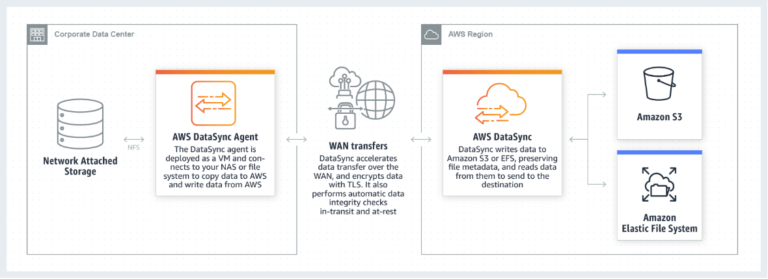 Corporate Data Center
AWS Region
Network Attached
Storage
NFS
AWS DataSync Agent
The DataSync agent is
deployed as a VM and con-
nects to your NAS or file
system to copy data to AWS
and write data from AWS
WAN transfers
DataSync accelerates
data transfer over the
WAN, and encrypts data
with TLS. It also
performs automatic data
integrity checks
in-transit and at-rest
AWS DataSync
DataSync writes data to
Amazon S3 or EFS, preserving
file metadata, and reads data
from them to send to the
destination
Amazon S3
Amazon
Elastic File System